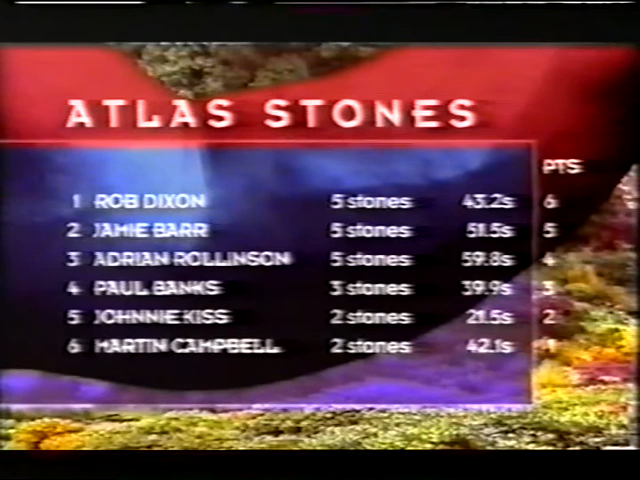 ATLAS STONES
PTS
1 ROB DIXON 5 stones 43.2s 6
2 JAMIE BARR 5 stones 51.5s 5
3 ADRIAN ROLLINSON 5 stones 59.8s 4
4 PAUL BANKS 3 stones 39.9s 3
5 JOHNNIE KISS 2 stones 21.5s 2
6 MARTIN CAMPBELL 2 stones 42.1s 1